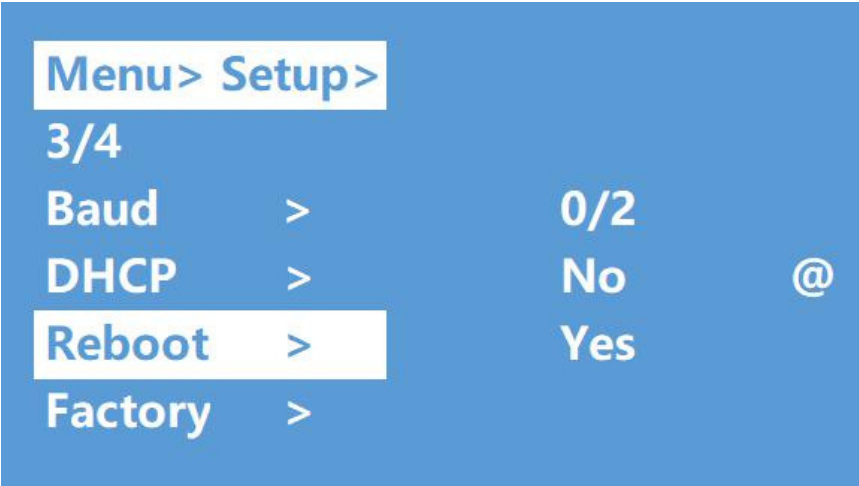 Menu> Setup>
3/4
Baud > 0/2
DHCP > No @
Reboot > Yes
Factory >